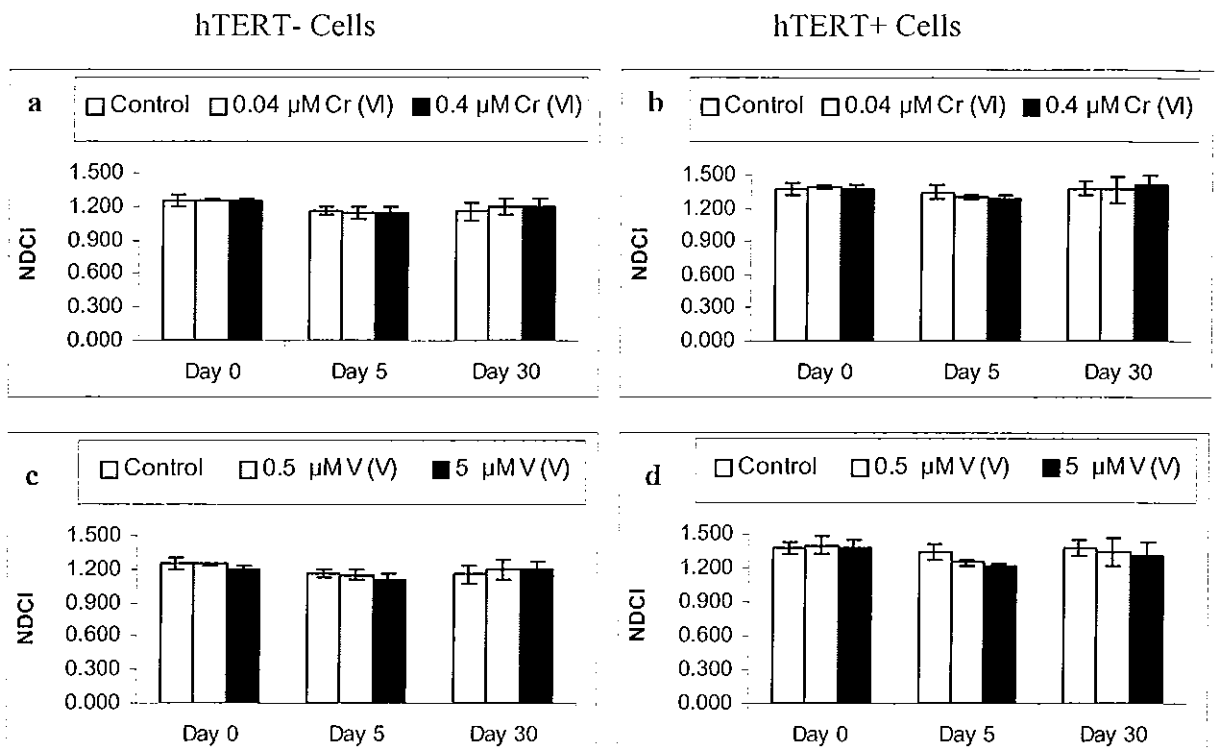 hTERT- Cells
hTERT+ Cells
a
Control 0.04 µM Cr (VI) 0.4 µM Cr (VI)
1.500
1.200
0.900
0.600
0.300
0.000
NDCI
Day 0 Day 5 Day 30
b
Control 0.04 µM Cr (VI) 0.4 µM Cr (VI)
1.500
1.200
0.900
0.600
0.300
0.000
NDCI
Day 0 Day 5 Day 30
c
Control 0.5 µM V (V) 5 µM V (V)
1.500
1.200
0.900
0.600
0.300
0.000
NDCI
Day 0 Day 5 Day 30
d
Control 0.5 µM V (V) 5 µM V (V)
1.500
1.200
0.900
0.600
0.300
0.000
NDCI
Day 0 Day 5 Day 30